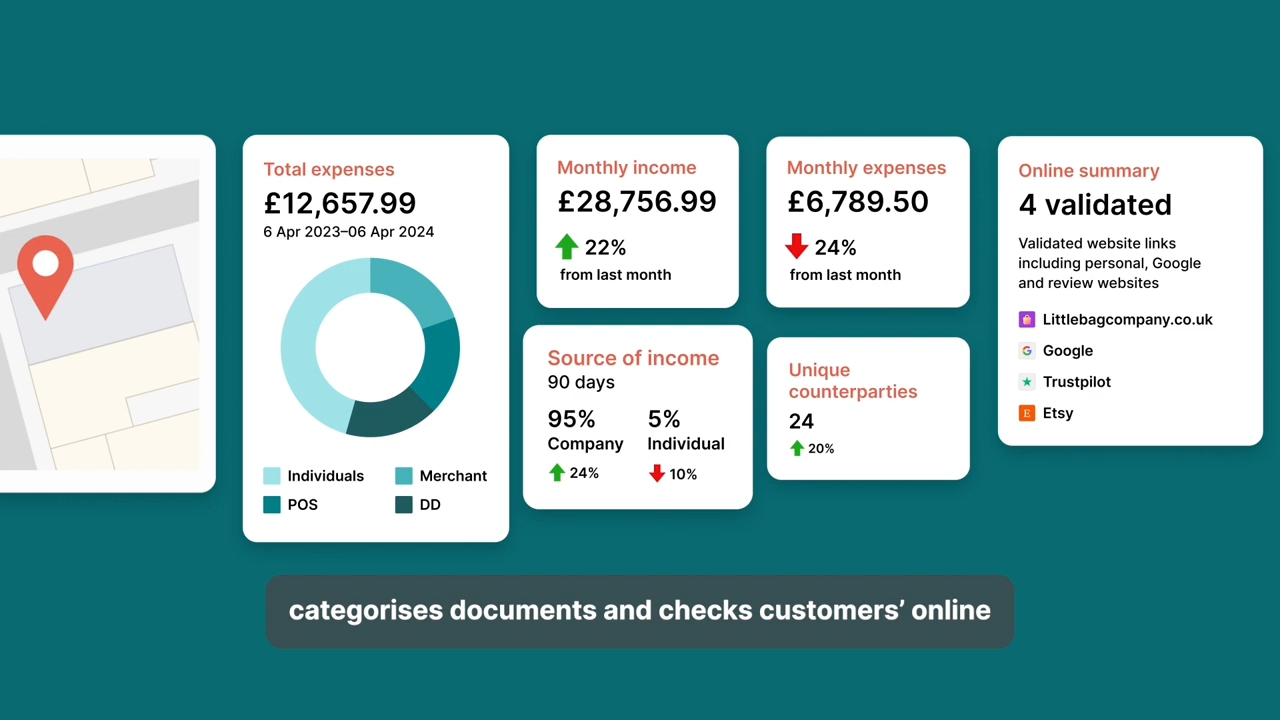 Total expenses
£12,657.99
6 Apr 2023–06 Apr 2024
Individuals
Merchant
POS
DD
Monthly income
£28,756.99
22%
from last month
Monthly expenses
£6,789.50
24%
from last month
Source of income
90 days
95%
5%
Company
Individual
24%
10%
Unique
counterparties
24
20%
Online summary
4 validated
Validated website links
including personal, Google
and review websites
Littlebagcompany.co.uk
G Google
Trustpilot
E Etsy
categorises documents and checks customers’ online